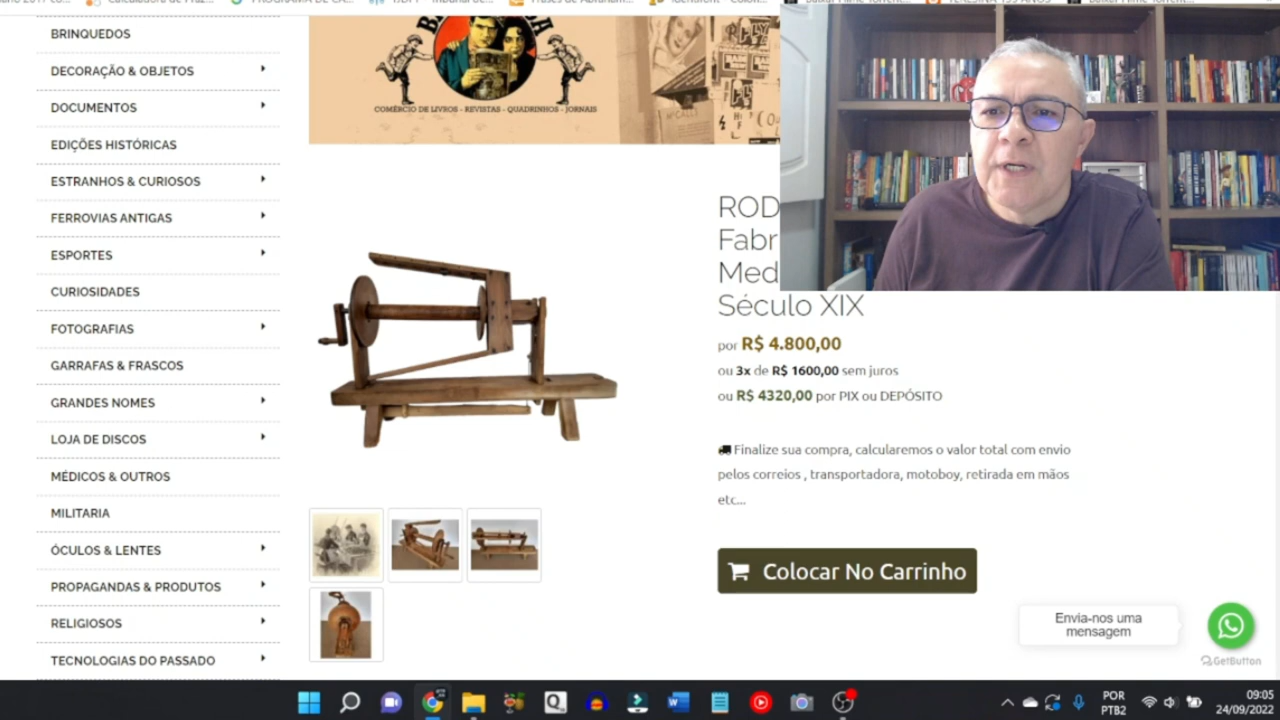 BRINQUEDOS
DECORAÇÃO & OBJETOS
DOCUMENTOS
EDIÇÕES HISTÓRICAS
ESTRANHOS & CURIOSOS
FERROVIAS ANTIGAS
ESPORTES
CURIOSIDADES
FOTOGRAFIAS
GARRAFAS & FRASCOS
GRANDES NOMES
LOJA DE DISCOS
MÉDICOS & OUTROS
MILITARIA
ÓCULOS & LENTES
PROPAGANDAS & PRODUTOS
RELIGIOSOS
TECNOLOGIAS DO PASSADO
COMÉRCIO DE LIVROS - REVISTAS - QUADRINHOS - JORNAIS
ROD
Fabr
Med
Século XIX
por R$ 4.800,00
ou 3x de R$ 1600,00 sem juros
ou R$ 4320,00 por PIX ou DEPÓSITO
Finalize sua compra, calcularemos o valor total com envio
pelos correios , transportadora, motoboy, retirada em mãos
etc...
Colocar No Carrinho
Envia-nos uma
mensagem
GetButton
POR
PTB2
09:05
24/09/2022